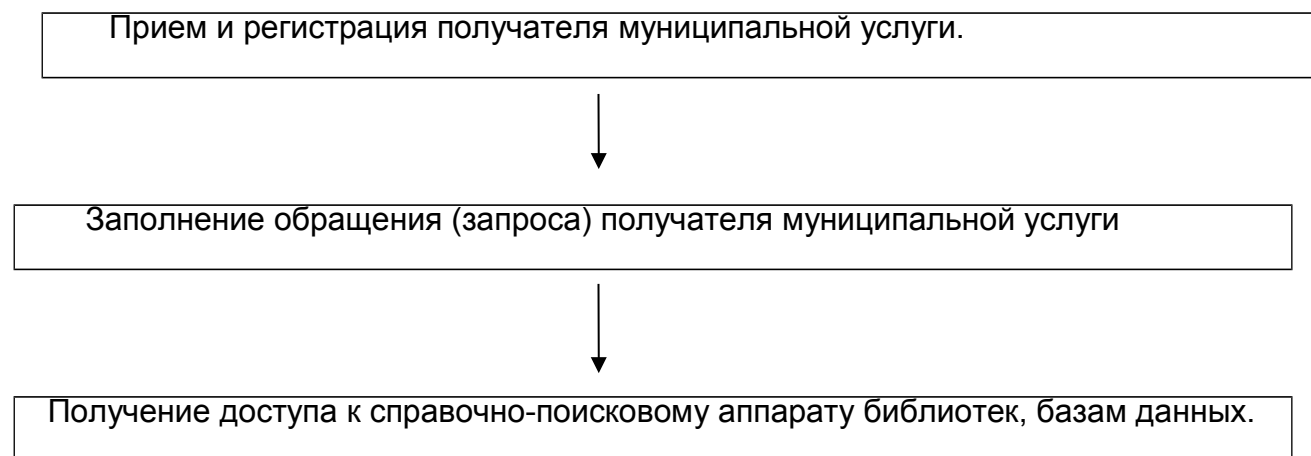 Прием и регистрация получателя муниципальной услуги.
Заполнение обращения (запроса) получателя муниципальной услуги
Получение доступа к справочно-поисковому аппарату библиотек, базам данных.